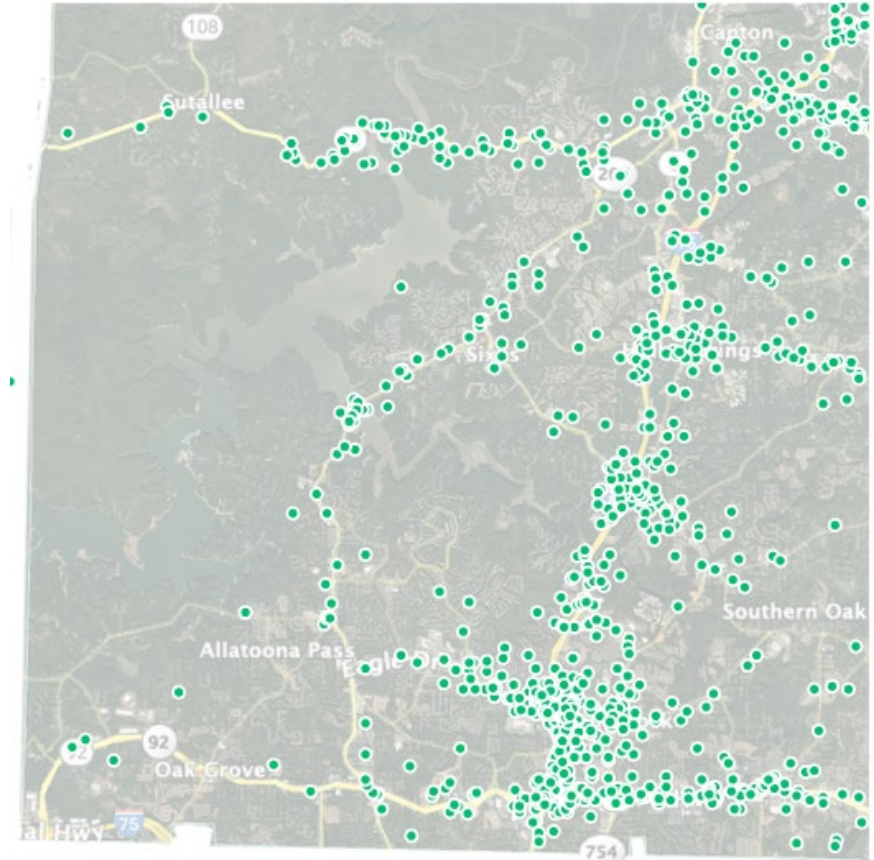 108
Canton
Sutallee
20
Sixes
Southern Oak
Allatoona Pass
Eagle Dr
92
92
Oak Grove
75
754